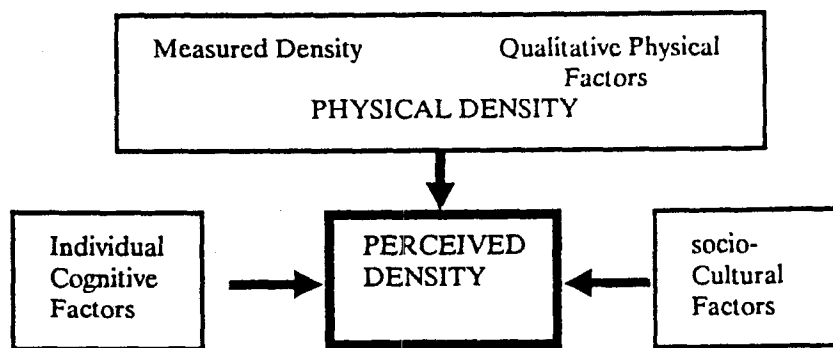 Measured Density
Qualitative Physical
Factors
PHYSICAL DENSITY
Individual
Cognitive
Factors
PERCEIVED
DENSITY
socio-
Cultural
Factors